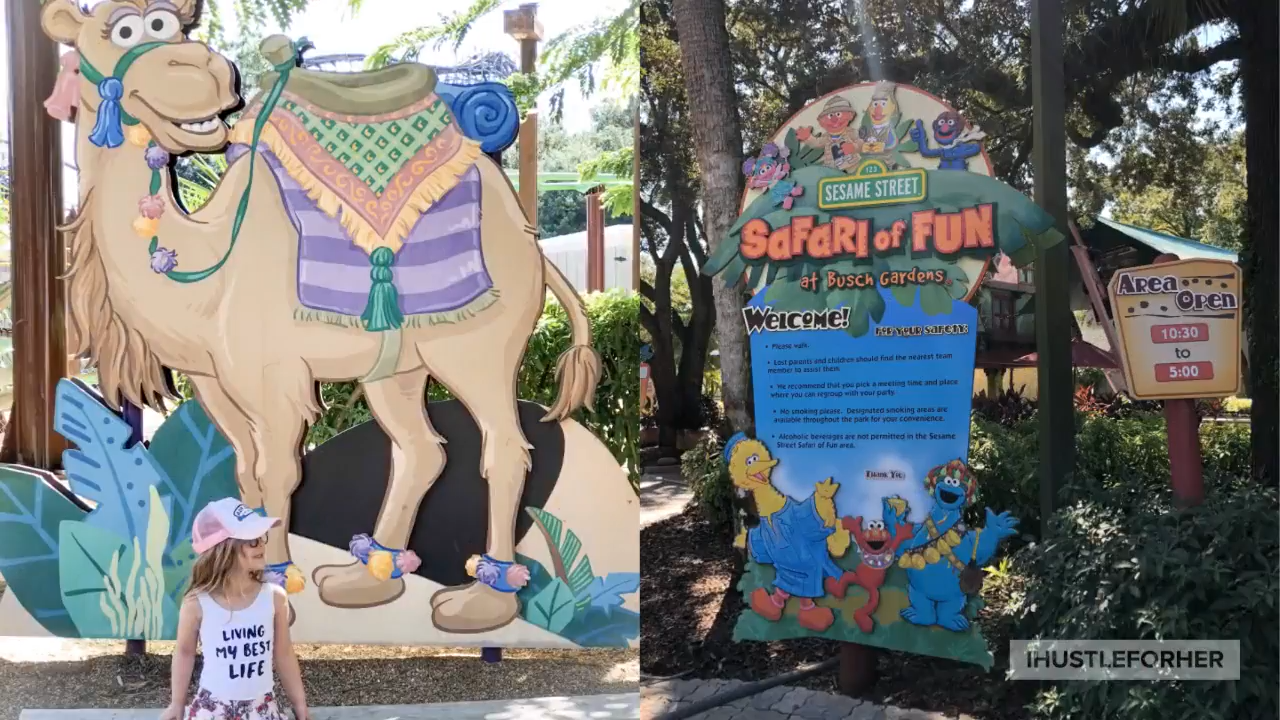 LIVING
MY BEST
LIFE
123
SESAME STREET
SAFARI of FUN
at Busch Gardens
WELCOME!
FOR YOUR SAFETY:
• Please walk.
• Lost parents and children should find the nearest team
member to assist them.
• We recommend that you pick a meeting time and place
where you can regroup with your party.
• No smoking please. Designated smoking areas are
available throughout the park for your convenience.
• Alcoholic beverages are not permitted in the Sesame
Street Safari of Fun area.
Thank You
AREA
OPEN
10:30
to
5:00
IHUSTLEFORHER